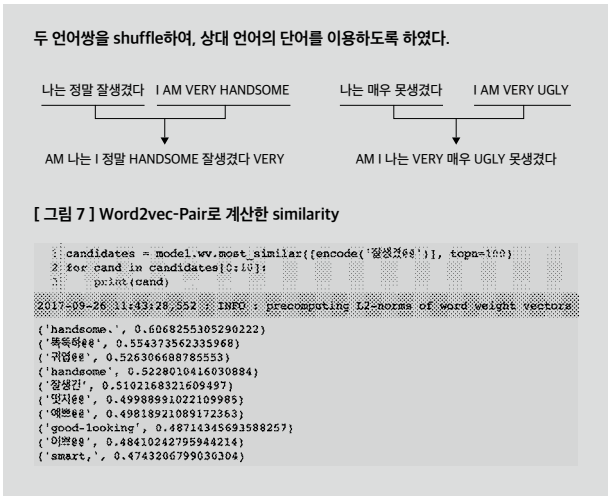 두 언어쌍을 shuffle하여, 상대 언어의 단어를 이용하도록 하였다.
나는 정말 잘생겼다 I AM VERY HANDSOME
나는 매우 못생겼다 I AM VERY UGLY
AM 나는 I 정말 HANDSOME 잘생겼다 VERY
AM I 나는 VERY 매우 UGLY 못생겼다
[ 그림 7 ] Word2vec-Pair로 계산한 similarity
1 candidates = model.wv.most_similar([encode('잘생겼@@')], topn=100)
2 for cand in candidates[0:10]:
3 print(cand)
2017-09-26 11:43:28,552 : INFO : precomputing L2-norms of word weight vectors
('handsome.', 0.6068255305290222)
('똑똑하@@', 0.554373562335968)
('귀엽@@', 0.526306688785553)
('handsome', 0.5228010416030884)
('잘생긴', 0.5102168321609497)
('멋지@@', 0.49988991022109985)
('예쁘@@', 0.49818921089172363)
('good-looking', 0.48714345693588257)
('이쁘@@', 0.48410242795944214)
('smart,', 0.4743206799030304)